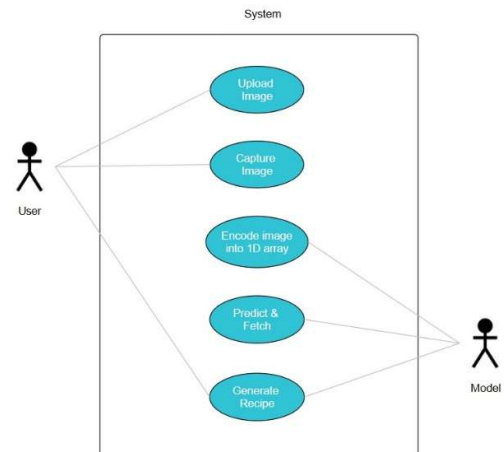 System
Upload
Image
Capture
Image
User
Encode image
into 1D array
Predict &
Fetch
Model
Generate
Recipe